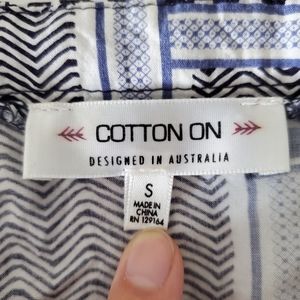 COTTON ON
DESIGNED IN AUSTRALIA
S
MADE IN
CHINA
RN 129164